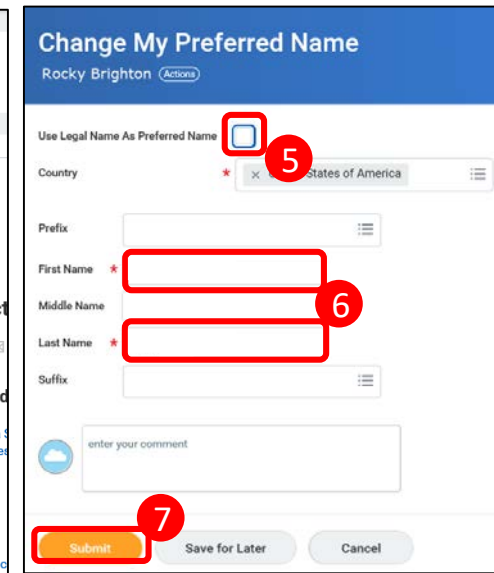 Change My Preferred Name
Rocky Brighton Actions
Use Legal Name As Preferred Name
5
Country * × States of America
Prefix
First Name *
6
Middle Name
Last Name *
Suffix
enter your comment
7
Submit Save for Later Cancel